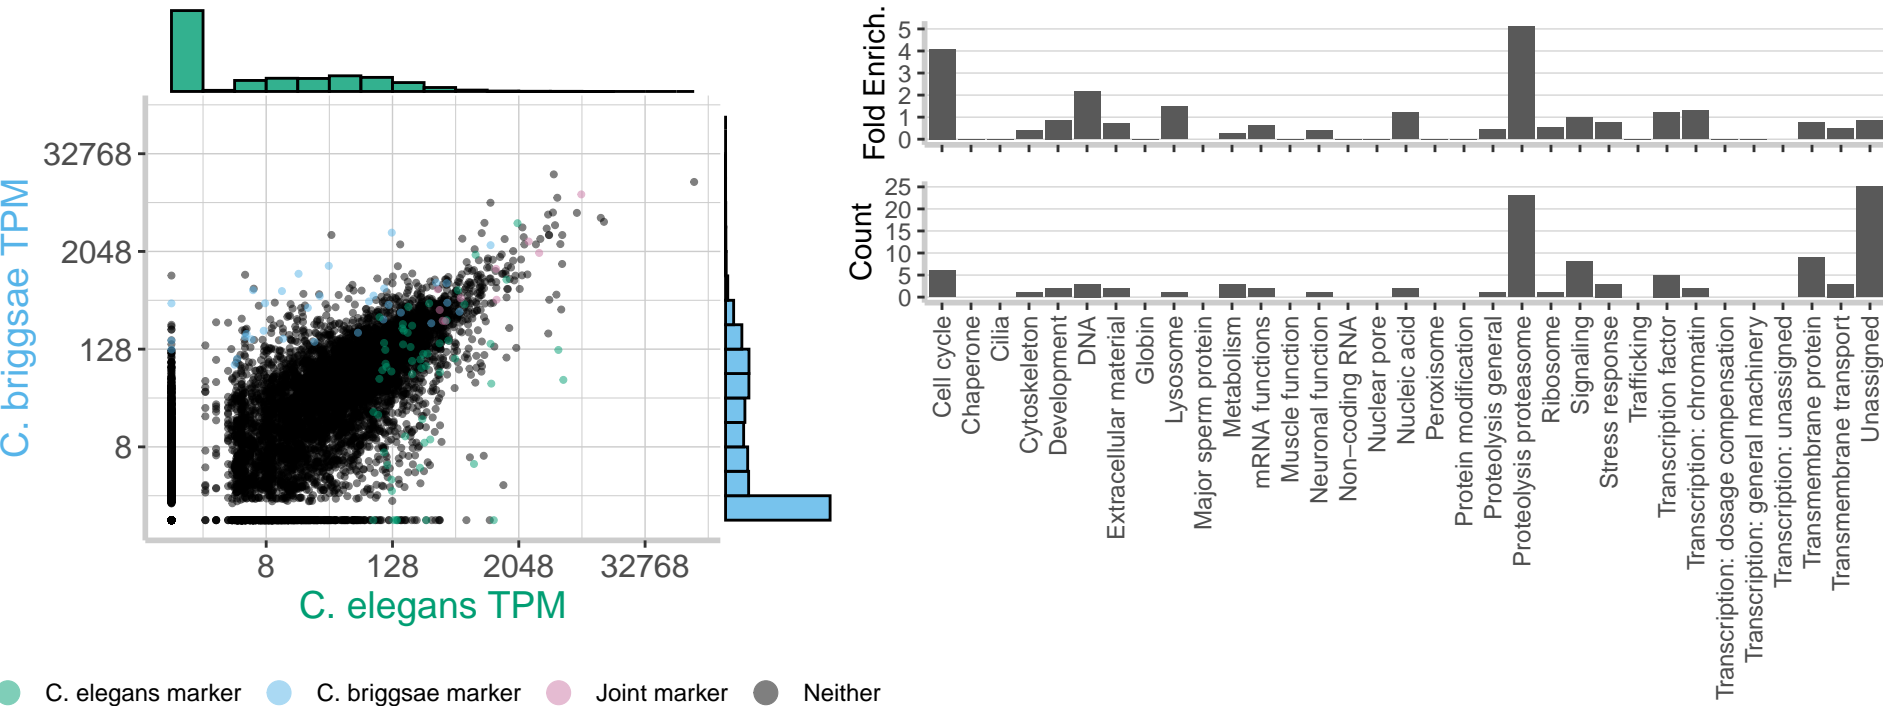 C. briggsae TPM
32768
2048
128
8
8
128
2048
32768
C. elegans TPM
C. elegans marker
C. briggsae marker
Joint marker
Neither
Fold Enrich.
5
4
3
2
1
0
Count
25
20
15
10
5
0
Cell cycle
Chaperone
Cilia
Cytoskeleton
Development
DNA
Extracellular material
Globin
Lysosome
Major sperm protein
Metabolism
mRNA functions
Muscle function
Neuronal function
Non−coding RNA
Nuclear pore
Nucleic acid
Peroxisome
Protein modification
Proteolysis general
Proteolysis proteasome
Ribosome
Signaling
Stress response
Trafficking
Transcription factor
Transcription: chromatin
Transcription: dosage compensation
Transcription: general machinery
Transcription: unassigned
Transmembrane protein
Transmembrane transport
Unassigned